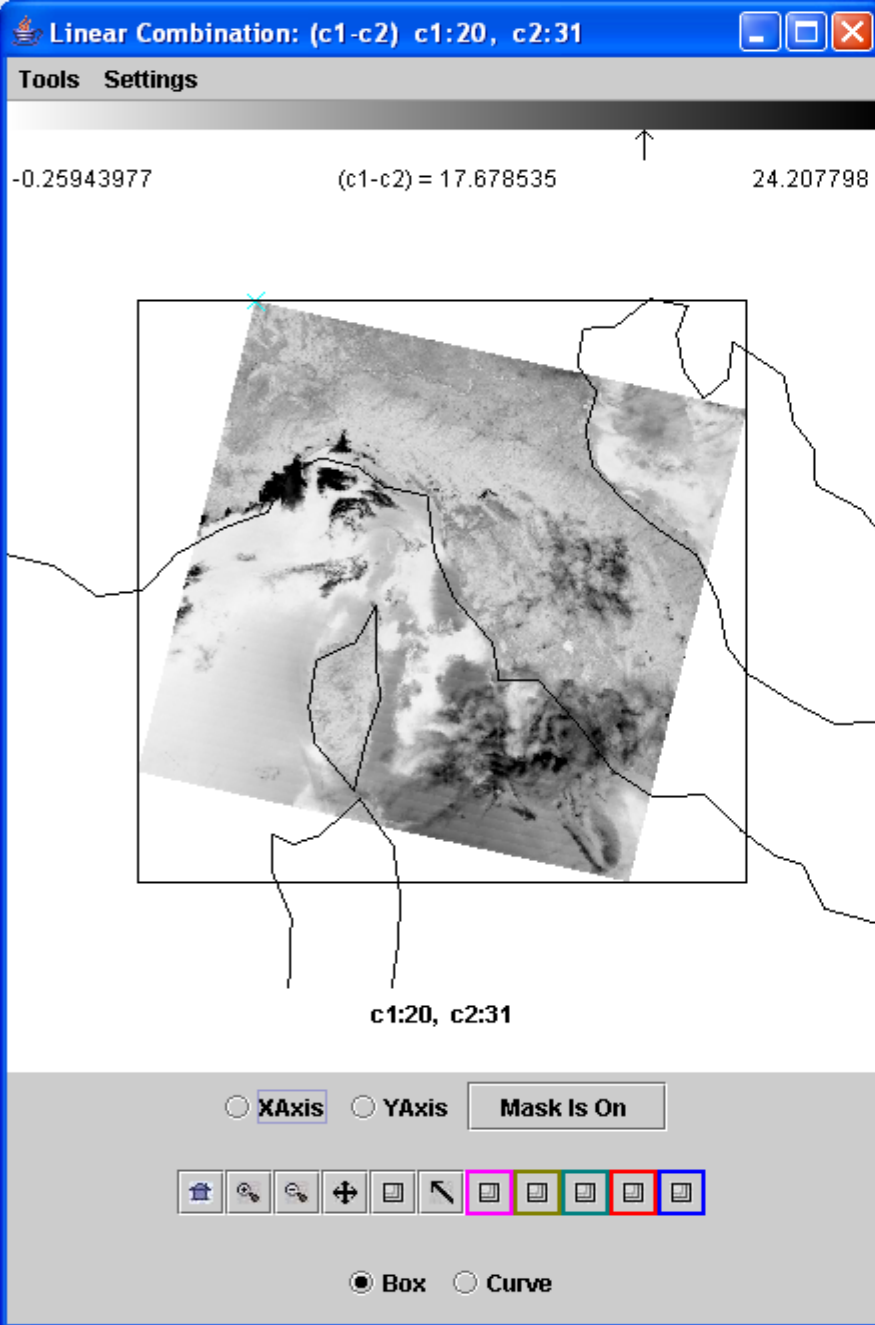 Linear Combination: (c1-c2) c1:20, c2:31
Tools Settings
-0.25943977 (c1-c2) = 17.678535 24.207798
c1:20, c2:31
XAxis YAxis Mask Is On
Box Curve